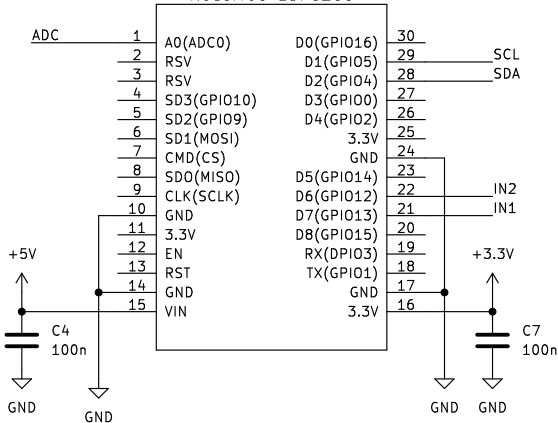 ADC
1 A0(ADC0) D0(GPIO16) 30
2 RSV D1(GPIO5) 29 SCL
3 RSV D2(GPIO4) 28 SDA
4 SD3(GPIO10) D3(GPIO0) 27
5 SD2(GPIO9) D4(GPIO2) 26
6 SD1(MOSI) 3.3V 25
7 CMD(CS) GND 24
8 SD0(MISO) D5(GPIO14) 23
9 CLK(SCLK) D6(GPIO12) 22 IN2
10 GND D7(GPIO13) 21 IN1
11 3.3V D8(GPIO15) 20
12 EN RX(DPIO3) 19
13 RST TX(GPIO1) 18
14 GND GND 17
15 VIN 3.3V 16
+5V +3.3V
C4 C7
100n 100n
GND GND GND GND